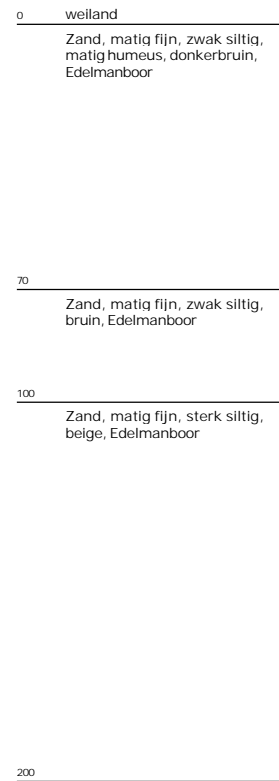 0 weiland
Zand, matig fijn, zwak siltig,
matig humeus, donkerbruin,
Edelmanboor
70
Zand, matig fijn, zwak siltig,
bruin, Edelmanboor
100
Zand, matig fijn, sterk siltig,
beige, Edelmanboor
200